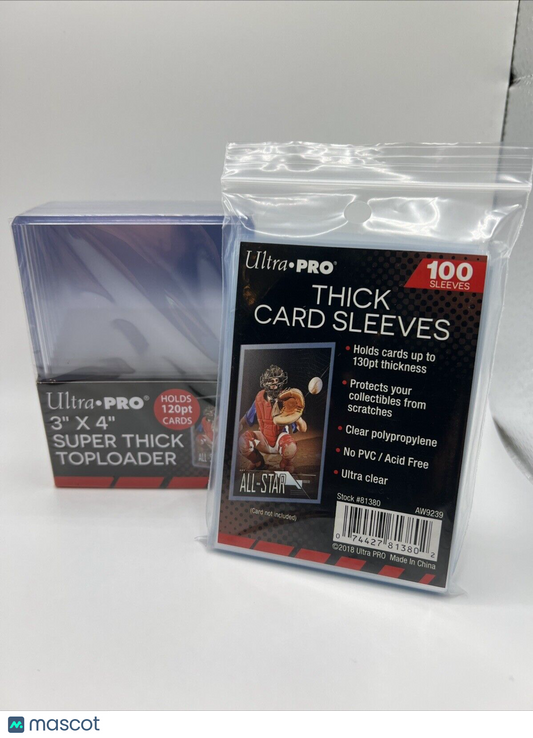 Ultra•PRO®
HOLDS
120pt
CARDS
3" X 4"
SUPER THICK
TOPLOADER
Ultra•PRO®
100
SLEEVES
THICK
CARD SLEEVES
• Holds cards up to
130pt thickness
• Protects your
collectibles from
scratches
• Clear polypropylene
• No PVC / Acid Free
• Ultra clear
ALL-STAR
(Card not included)
Stock #81380
AW9239
0 74427 81380 2
©2018 Ultra PRO Made In China
mascot